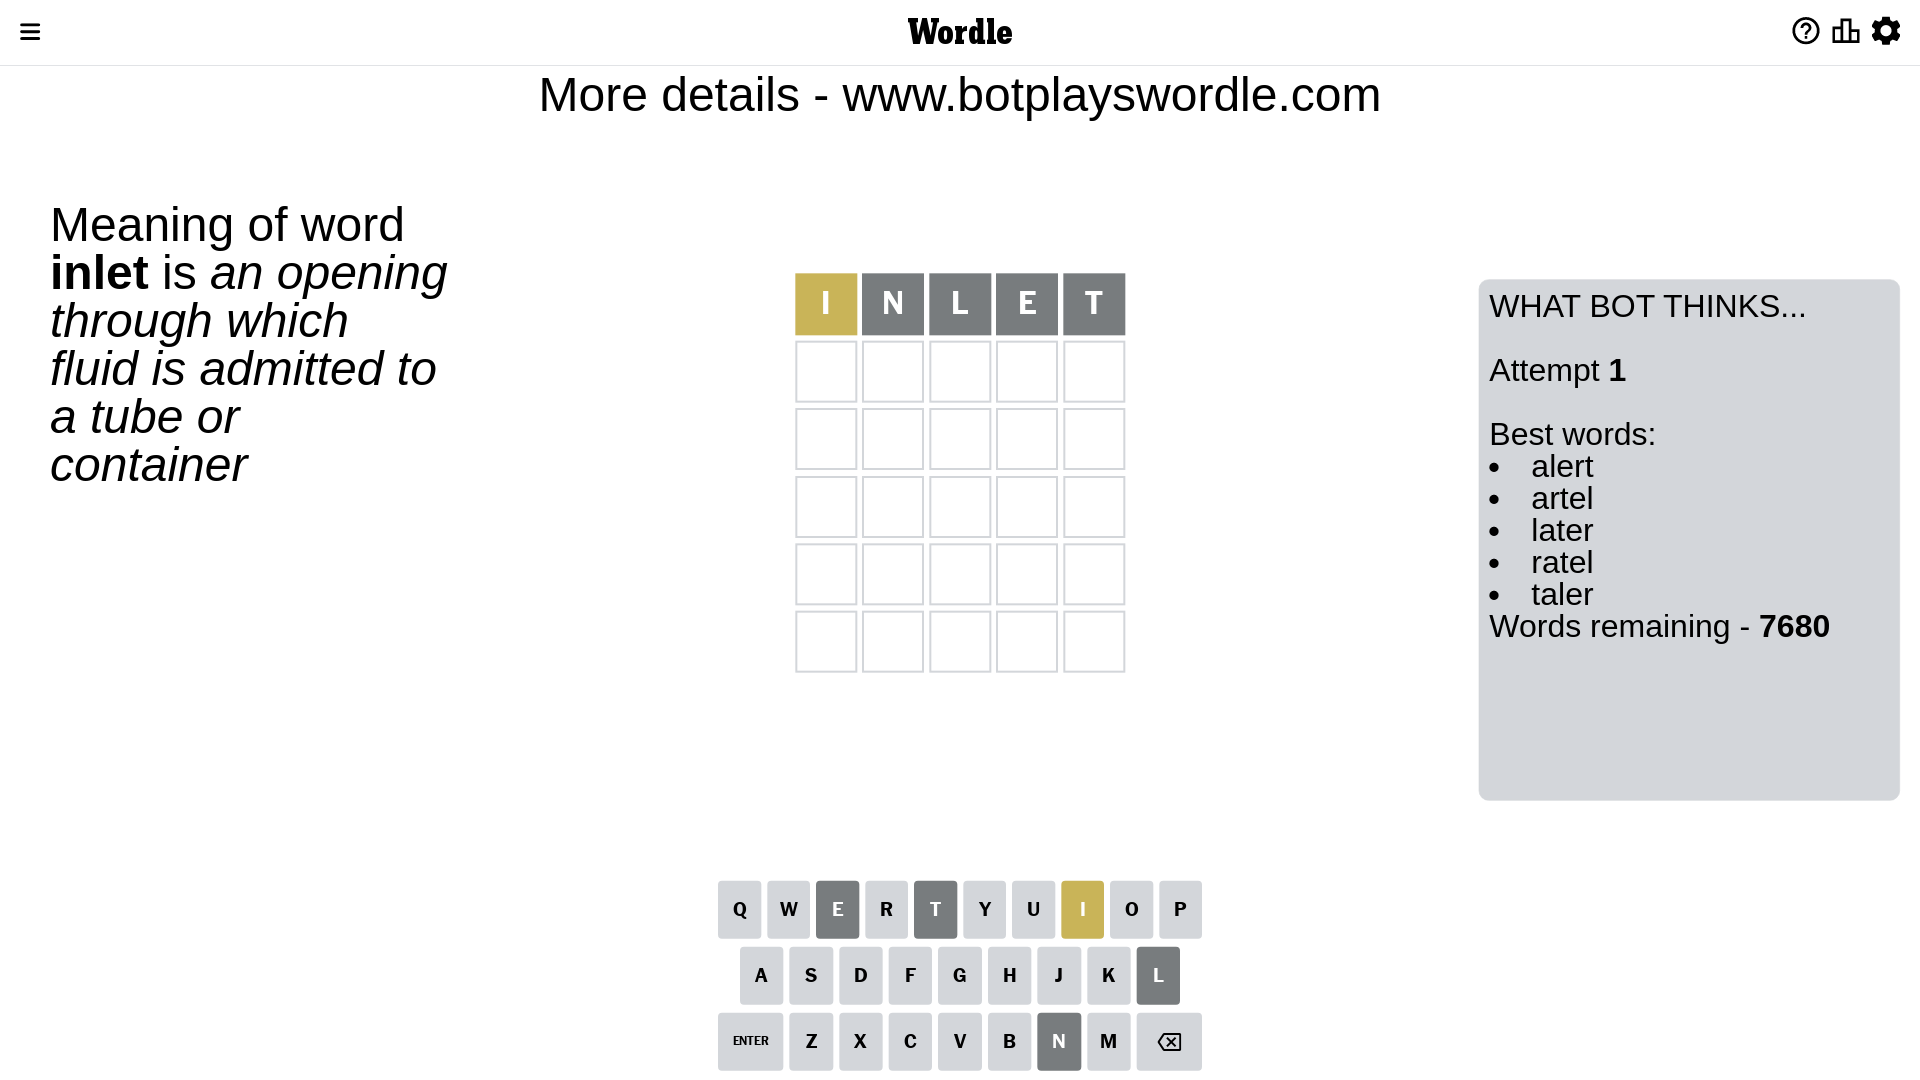 Wordle
More details - www.botplayswordle.com
Meaning of word
inlet is an opening
through which
fluid is admitted to
a tube or
container
I N L E T
WHAT BOT THINKS...
Attempt 1
Best words:
• alert
• artel
• later
• ratel
• taler
Words remaining - 7680
Q W E R T Y U I O P
A S D F G H J K L
ENTER Z X C V B N M